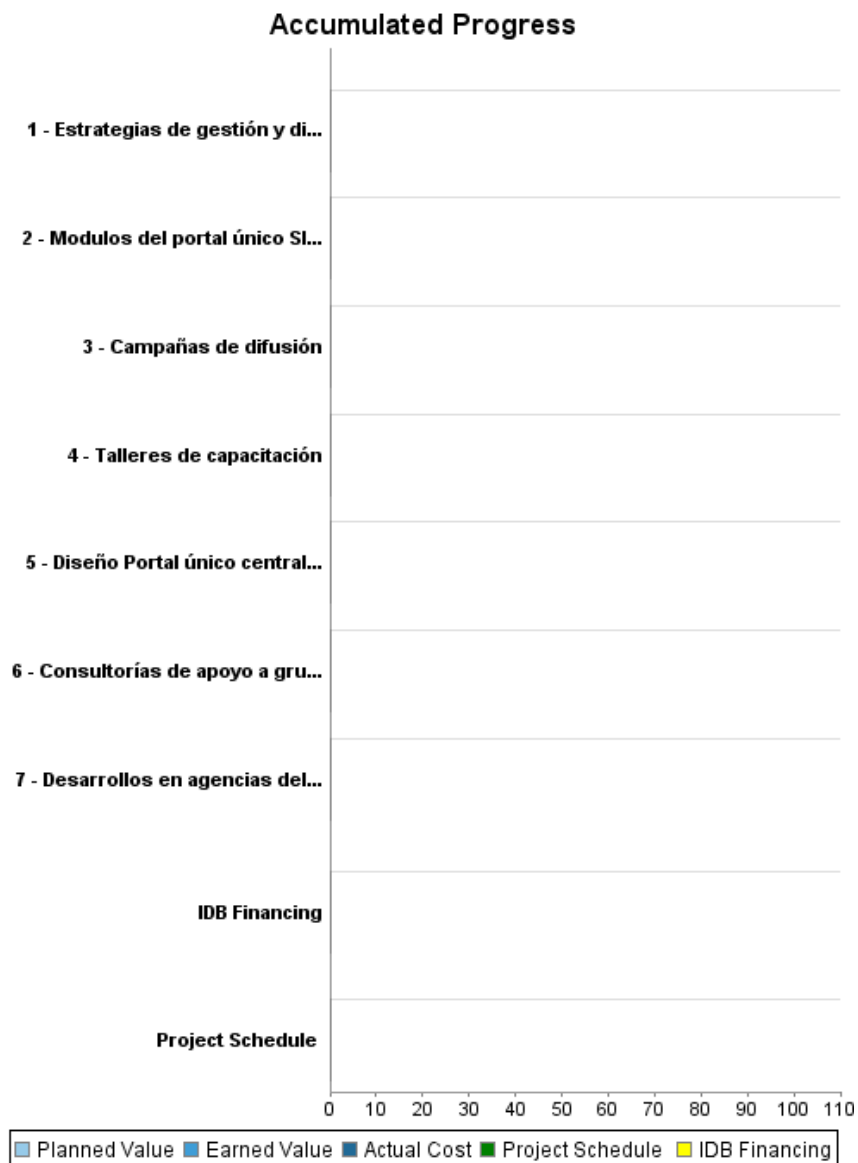 Accumulated Progress
1 - Estrategias de gestión y di...
2 - Modulos del portal único SI...
3 - Campañas de difusión
4 - Talleres de capacitación
5 - Diseño Portal único central...
6 - Consultorías de apoyo a gru...
7 - Desarrollos en agencias del...
IDB Financing
Project Schedule
0 10 20 30 40 50 60 70 80 90 100 110
Planned Value Earned Value Actual Cost Project Schedule IDB Financing